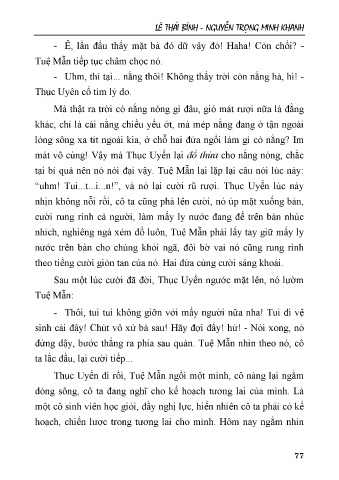 LÊ THÁI BÌNH - NGUYỄN TRỌNG MINH KHANH
- Ê, lần đầu thấy mặt bà đỏ dữ vậy đó! Haha! Còn chối? -
Tuệ Mẫn tiếp tục châm chọc nó.
- Uhm, thì tại... nắng thôi! Không thấy trời còn nắng hả, hì! -
Thục Uyên cố tìm lý do.
Mà thật ra trời có nắng nóng gì đâu, gió mát rượi nữa là đằng
khác, chỉ là cái nắng chiều yếu ớt, mà mép nắng đang ở tận ngoài
lòng sông xa tít ngoài kia, ở chỗ hai đứa ngồi làm gì có nắng? Im
mát vô cùng! Vậy mà Thục Uyên lại đổ thừa cho nắng nóng, chắc
tại bí quá nên nó nói đại vậy. Tuệ Mẫn lại lặp lại câu nói lúc này:
“uhm! Tui...t...i...n!”, và nó lại cười rũ rượi. Thục Uyên lúc này
nhịn không nỗi rồi, cô ta cũng phá lên cười, nó úp mặt xuống bàn,
cười rung rinh cả người, làm mấy ly nước đang để trên bàn nhúc
nhích, nghiêng ngả xém đổ luôn, Tuệ Mẫn phải lấy tay giữ mấy ly
nước trên bàn cho chúng khỏi ngã, đôi bờ vai nó cũng rung rinh
theo tiếng cười giòn tan của nó. Hai đứa cùng cười sảng khoái.
Sau một lúc cười đã đời, Thục Uyên ngước mặt lên, nó lườm
Tuệ Mẫn:
- Thôi, tui tui không giỡn với mấy người nữa nha! Tui đi vệ
sinh cái đây! Chút vô xử bà sau! Hãy đợi đấy! hứ! - Nói xong, nó
đứng dậy, bước thẳng ra phía sau quán. Tuệ Mẫn nhìn theo nó, cô
ta lắc đầu, lại cười tiếp...
Thục Uyên đi rồi, Tuệ Mẫn ngồi một mình, cô nàng lại ngắm
dòng sông, cô ta đang nghĩ cho kế hoạch tương lai của mình. Là
một cô sinh viên học giỏi, đầy nghị lực, hiển nhiên cô ta phải có kế
hoạch, chiến lược trong tương lai cho mình. Hôm nay ngắm nhìn
77